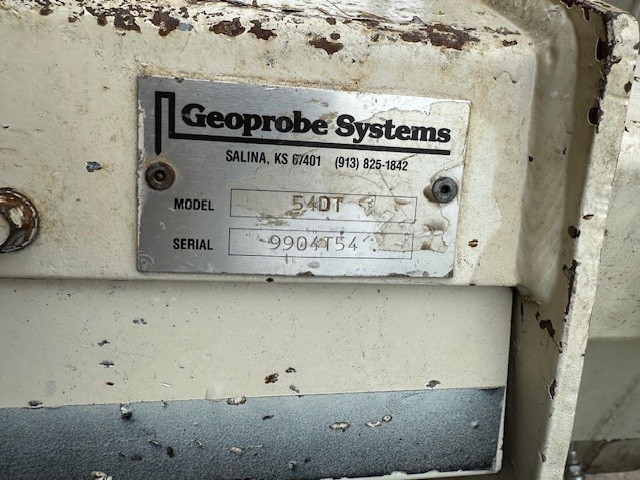 Geoprobe Systems
SALINA, KS 67401 (913) 825-1842
MODEL 54DT
SERIAL 9904T54